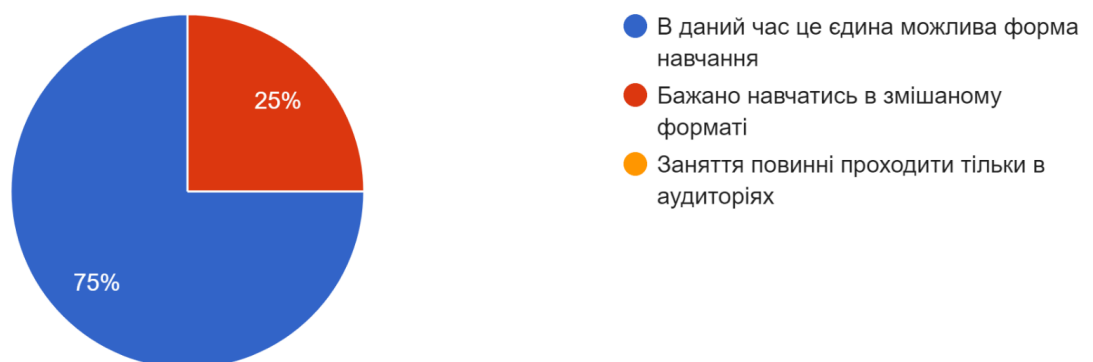 25%
75%
В даний час це єдина можлива форма
навчання
Бажано навчатись в змішаному
форматі
Заняття повинні проходити тільки в
аудиторіях